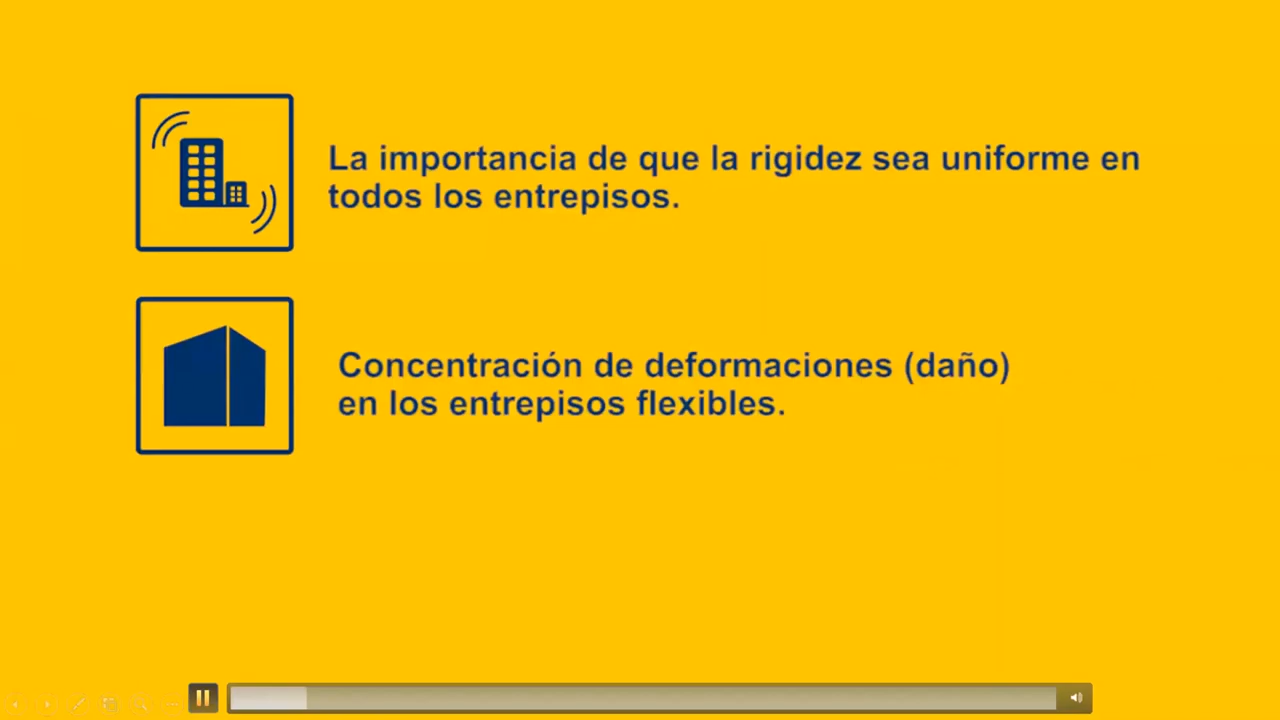 La importancia de que la rigidez sea uniforme en
todos los entrepisos.
Concentración de deformaciones (daño)
en los entrepisos flexibles.